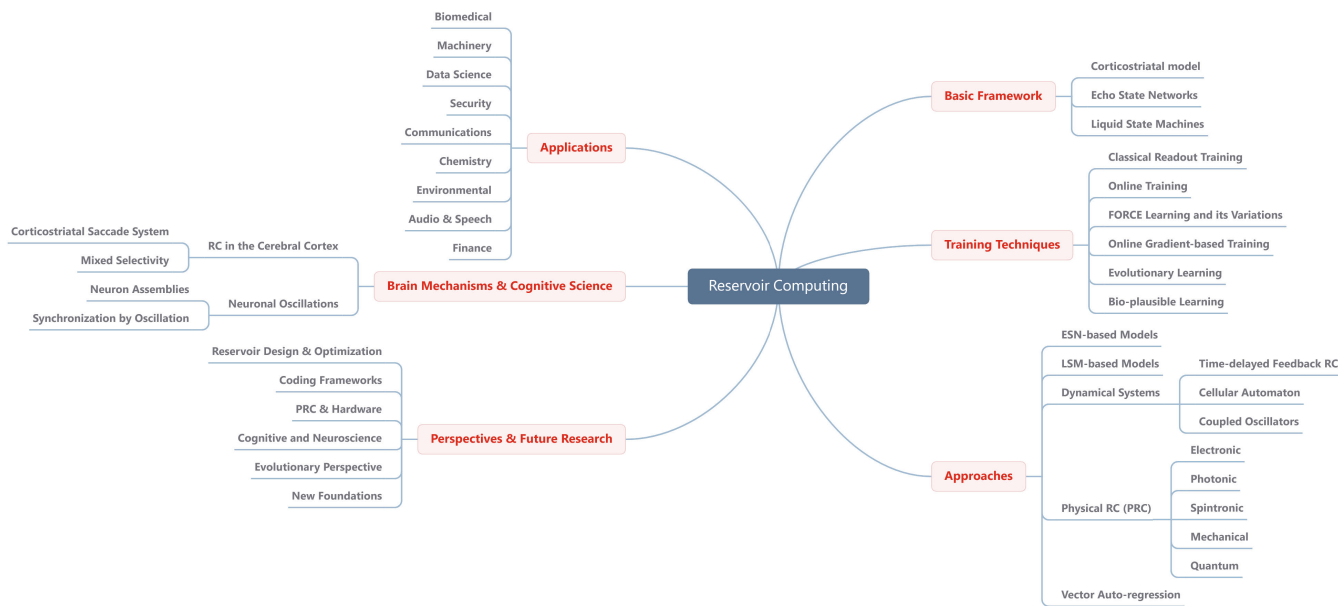 Reservoir Computing
Basic Framework
Corticostriatal model
Echo State Networks
Liquid State Machines
Training Techniques
Classical Readout Training
Online Training
FORCE Learning and its Variations
Online Gradient-based Training
Evolutionary Learning
Bio-plausible Learning
Approaches
ESN-based Models
LSM-based Models
Dynamical Systems
Time-delayed Feedback RC
Cellular Automaton
Coupled Oscillators
Physical RC (PRC)
Electronic
Photonic
Spintronic
Mechanical
Quantum
Vector Auto-regression
Applications
Biomedical
Machinery
Data Science
Security
Communications
Chemistry
Environmental
Audio & Speech
Finance
Brain Mechanisms & Cognitive Science
RC in the Cerebral Cortex
Corticostriatal Saccade System
Mixed Selectivity
Neuronal Oscillations
Neuron Assemblies
Synchronization by Oscillation
Perspectives & Future Research
Reservoir Design & Optimization
Coding Frameworks
PRC & Hardware
Cognitive and Neuroscience
Evolutionary Perspective
New Foundations